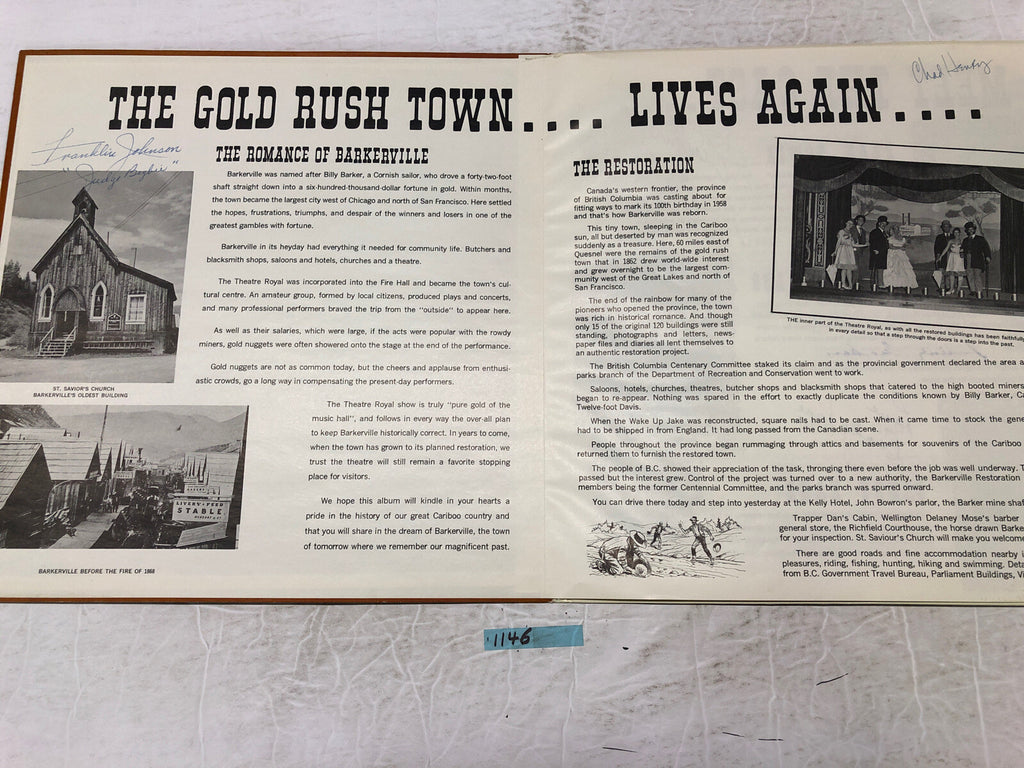 THE GOLD RUSH TOWN....
Franklin Johnson
"Judge Begbie"
THE ROMANCE OF BARKERVILLE
Barkerville was named after Billy Barker, a Cornish sailor, who drove a forty-two-foot
shaft straight down into a six-hundred-thousand-dollar fortune in gold. Within months,
the town became the largest city west of Chicago and north of San Francisco. Here settled
the hopes, frustrations, triumphs, and despair of the winners and losers in one of the
greatest gambles with fortune.
Barkerville in its heyday had everything it needed for community life. Butchers and
blacksmith shops, saloons and hotels, churches and a theatre.
The Theatre Royal was incorporated into the Fire Hall and became the town's cul-
tural centre. An amateur group, formed by local citizens, produced plays and concerts,
and many professional performers braved the trip from the "outside" to appear here.
As well as their salaries, which were large, if the acts were popular with the rowdy
miners, gold nuggets were often showered onto the stage at the end of the performance.
Gold nuggets are not as common today, but the cheers and applause from enthusi-
astic crowds, go a long way in compensating the present-day performers.
ST. SAVIOR'S CHURCH
BARKERVILLE'S OLDEST BUILDING
The Theatre Royal show is truly "pure gold of the
music hall", and follows in every way the over-all plan
to keep Barkerville historically correct. In years to come,
when the town has grown to its planned restoration, we
trust the theatre will still remain a favorite stopping
place for visitors.
We hope this album will kindle in your hearts a
pride in the history of our great Cariboo country and
that you will share in the dream of Barkerville, the town
of tomorrow where we remember our magnificent past.
LIVERY & FEED
STABLE
BARKERVILLE BEFORE THE FIRE OF 1868
LIVES AGAIN....
Chad Henry
THE RESTORATION
Canada's western frontier, the province
of British Columbia was casting about for
fitting ways to mark its 100th birthday in 1958
and that's how Barkerville was reborn.
This tiny town, sleeping in the Cariboo
sun, all but deserted by man was recognized
suddenly as a treasure. Here, 60 miles east of
Quesnel were the remains of the gold rush
town that in 1862 drew world-wide interest
and grew overnight to be the largest com-
munity west of the Great Lakes and north of
San Francisco.
The end of the rainbow for many of the
pioneers who opened the province, the town
was rich in historical romance. And though
only 15 of the original 120 buildings were still
standing, photographs and letters, news-
paper files and diaries all lent themselves to
an authentic restoration project.
THE inner part of the Theatre Royal, as with all the restored buildings has been faithfully
in every detail so that a step through the doors is a step into the past.
The British Columbia Centenary Committee staked its claim and as the provincial government declared the area a
parks branch of the Department of Recreation and Conservation went to work.
Saloons, hotels, churches, theatres, butcher shops and blacksmith shops that catered to the high booted miners
began to re-appear. Nothing was spared in the effort to exactly duplicate the conditions known by Billy Barker, Ca
Twelve-foot Davis.
When the Wake Up Jake was reconstructed, square nails had to be cast. When it came time to stock the gene
had to be shipped in from England. It had long passed from the Canadian scene.
People throughout the province began rummaging through attics and basements for souvenirs of the Cariboo
returned them to furnish the restored town.
The people of B.C. showed their appreciation of the task, thronging there even before the job was well underway. T
passed but the interest grew. Control of the project was turned over to a new authority, the Barkerville Restoration
members being the former Centennial Committee, and the parks branch was spurred onward.
You can drive there today and step into yesterday at the Kelly Hotel, John Bowron's parlor, the Barker mine shaf
Trapper Dan's Cabin, Wellington Delaney Mose's barber
general store, the Richfield Courthouse, the horse drawn Barke
for your inspection. St. Saviour's Church will make you welcome
There are good roads and fine accommodation nearby i
pleasures, riding, fishing, hunting, hiking and swimming. Deta
from B.C. Government Travel Bureau, Parliament Buildings, Vi
1146